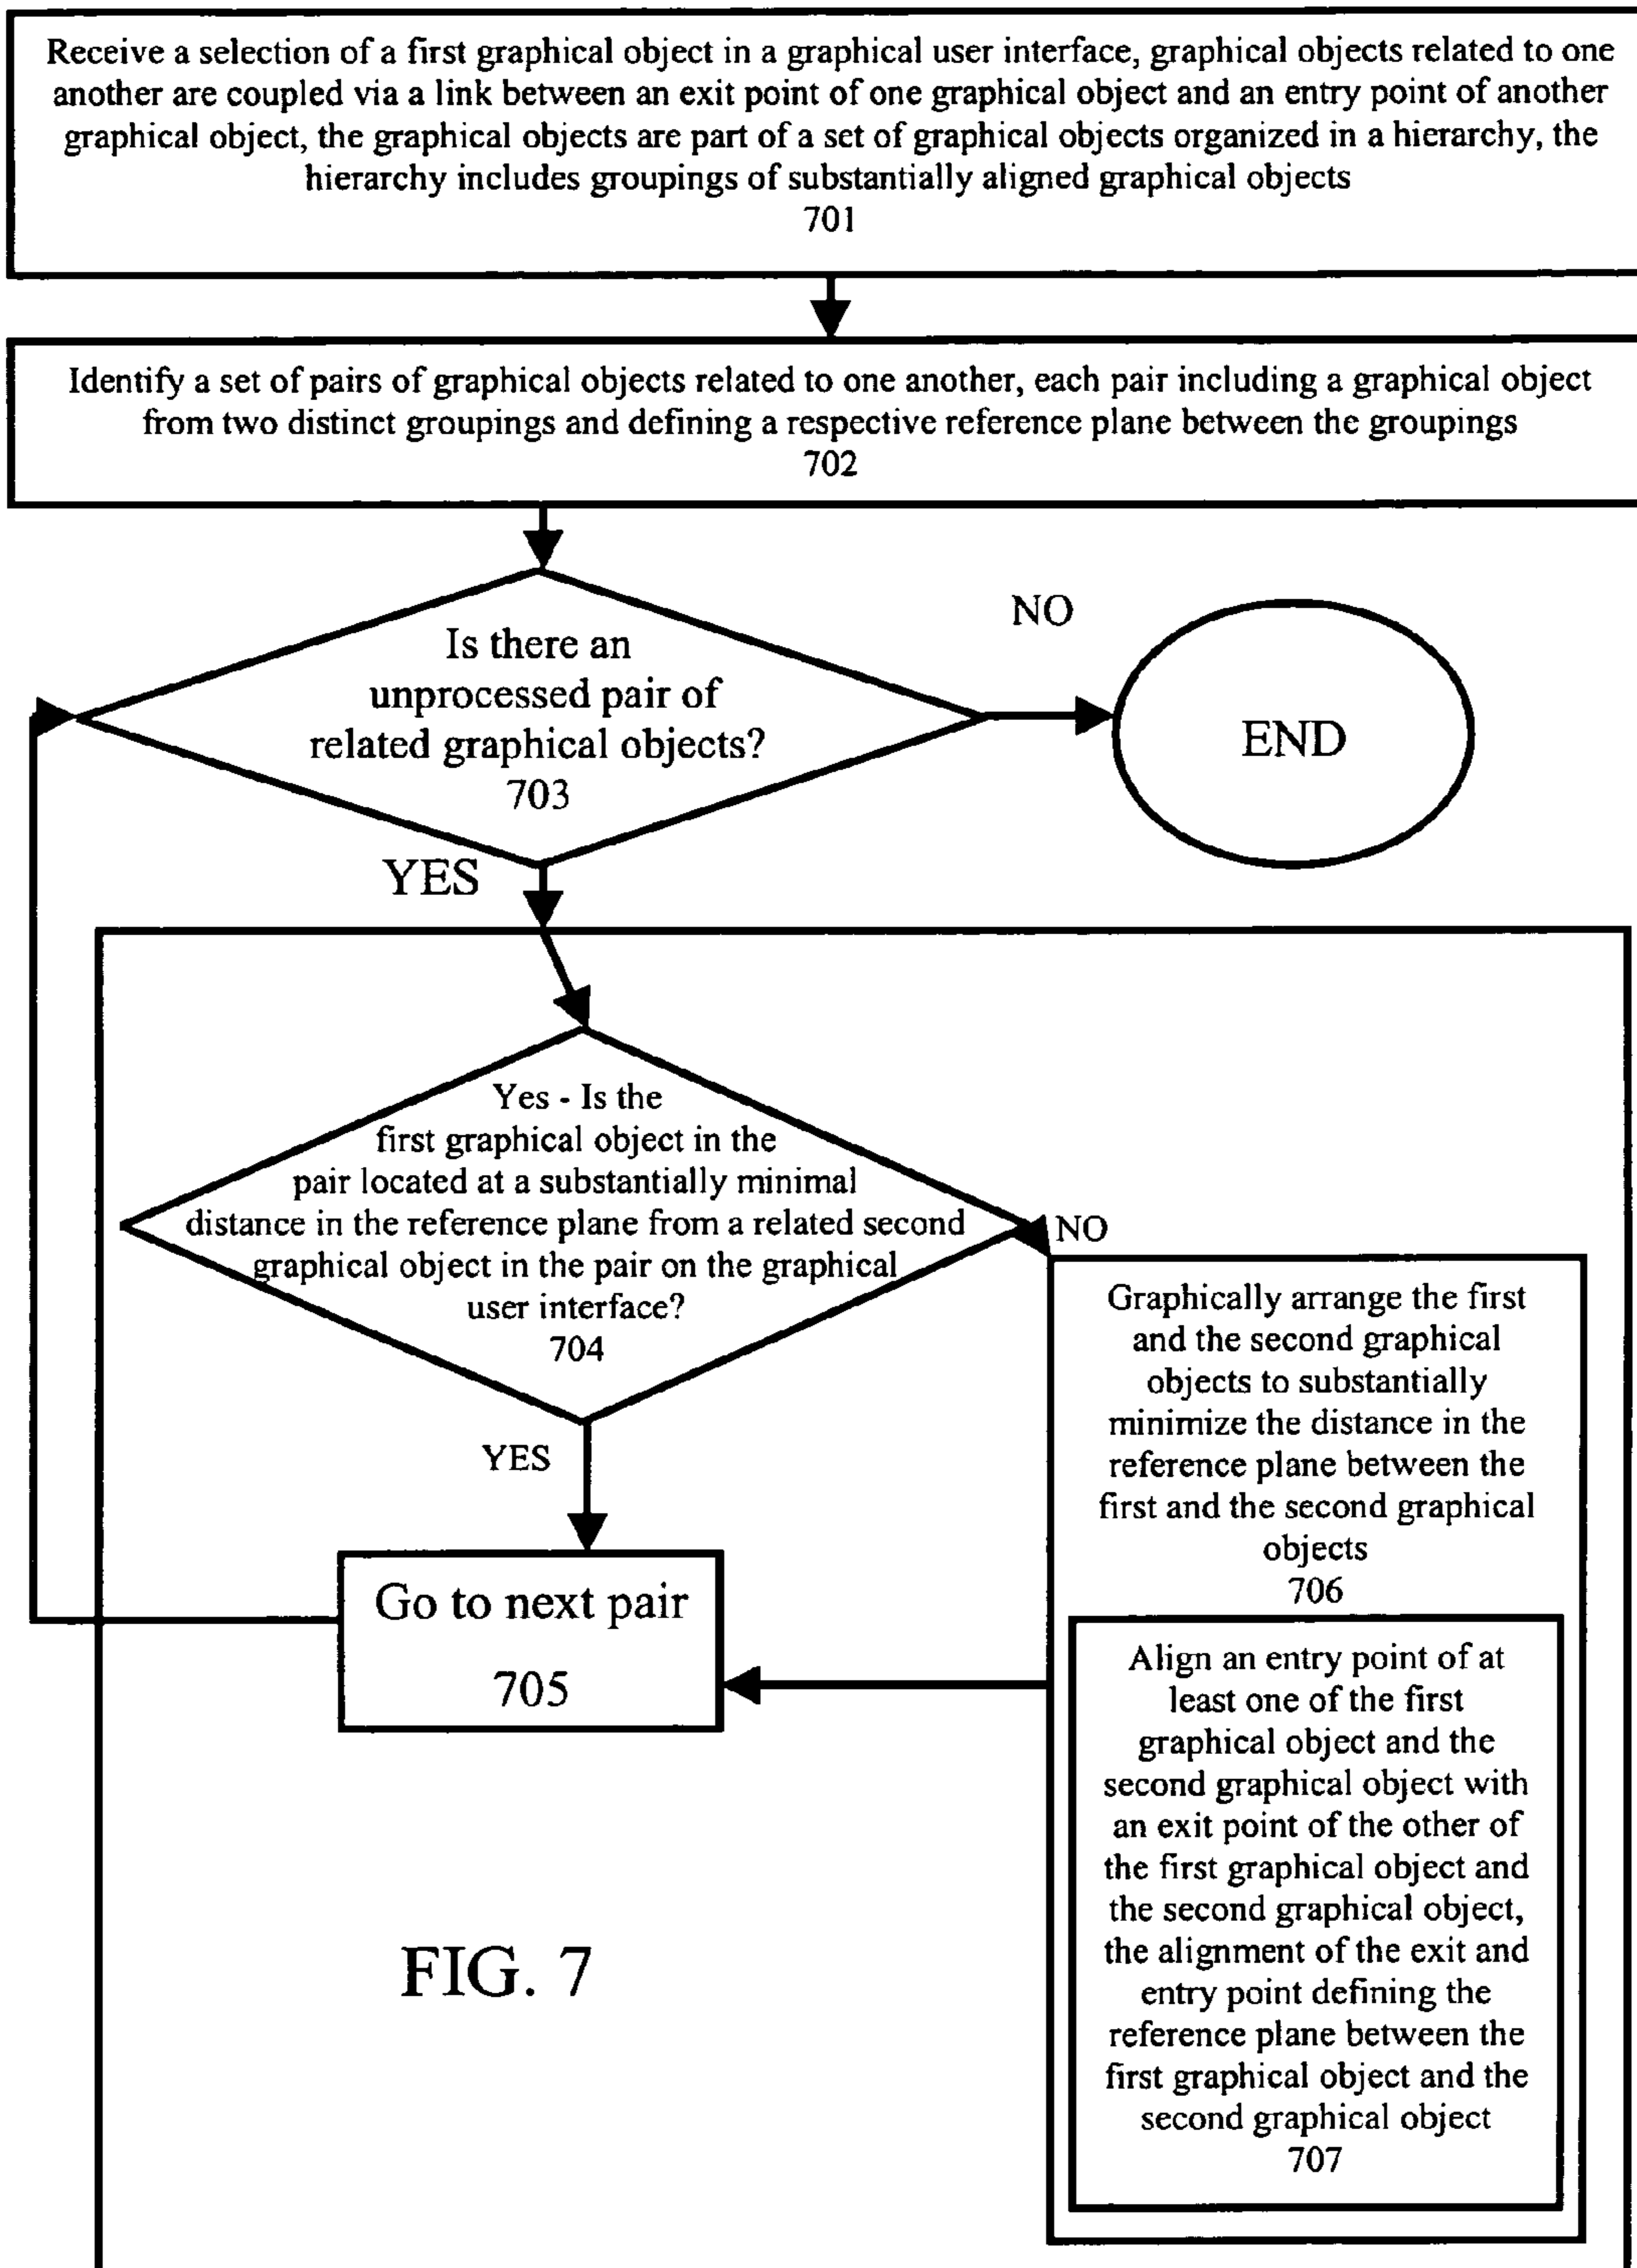 Receive a selection of a first graphical object in a graphical user interface, graphical objects related to one
another are coupled via a link between an exit point of one graphical object and an entry point of another
graphical object, the graphical objects are part of a set of graphical objects organized in a hierarchy, the
hierarchy includes groupings of substantially aligned graphical objects
701
Identify a set of pairs of graphical objects related to one another, each pair including a graphical object
from two distinct groupings and defining a respective reference plane between the groupings
702
Is there an
unprocessed pair of
related graphical objects?
703
NO
END
YES
Yes - Is the
first graphical object in the
pair located at a substantially minimal
distance in the reference plane from a related second
graphical object in the pair on the graphical
user interface?
704
NO
YES
Go to next pair
705
Graphically arrange the first
and the second graphical
objects to substantially
minimize the distance in the
reference plane between the
first and the second graphical
objects
706
Align an entry point of at
least one of the first
graphical object and the
second graphical object with
an exit point of the other of
the first graphical object and
the second graphical object,
the alignment of the exit and
entry point defining the
reference plane between the
first graphical object and the
second graphical object
707
FIG. 7